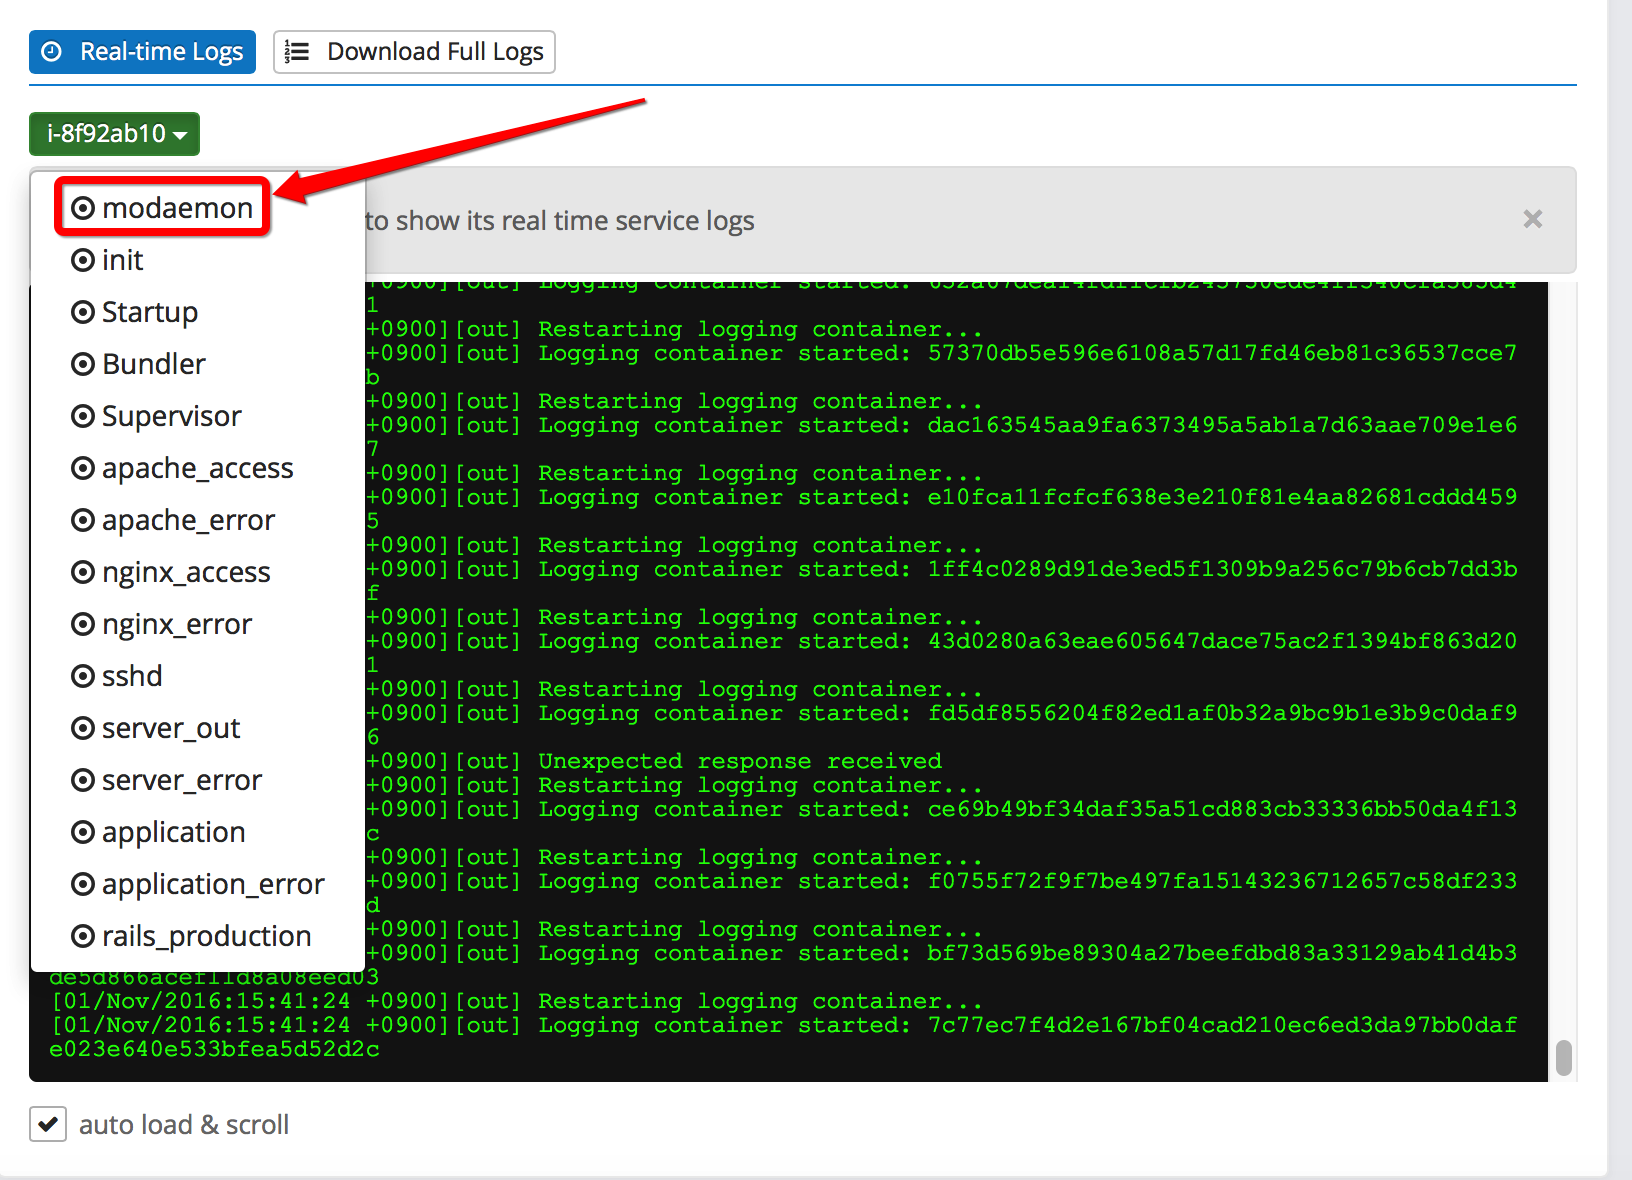 Real-time Logs
Download Full Logs
i-8f92ab10
modaemon
to show its real time service logs
init
Startup
Bundler
Supervisor
apache_access
apache_error
nginx_access
nginx_error
sshd
server_out
server_error
application
application_error
rails_production
+0900][out] Logging container started:
1
+0900][out] Restarting logging container...
+0900][out] Logging container started: 57370db5e596e6108a57d17fd46eb81c36537cce7
b
+0900][out] Restarting logging container...
+0900][out] Logging container started: dac163545aa9fa6373495a5ab1a7d63aae709e1e6
7
+0900][out] Restarting logging container...
+0900][out] Logging container started: e10fca11fcfcf638e3e210f81e4aa82681cddd459
5
+0900][out] Restarting logging container...
+0900][out] Logging container started: 1ff4c0289d91de3ed5f1309b9a256c79b6cb7dd3b
f
+0900][out] Restarting logging container...
+0900][out] Logging container started: 43d0280a63eae605647dace75ac2f1394bf863d20
1
+0900][out] Restarting logging container...
+0900][out] Logging container started: fd5df8556204f82ed1af0b32a9bc9b1e3b9c0daf9
6
+0900][out] Unexpected response received
+0900][out] Restarting logging container...
+0900][out] Logging container started: ce69b49bf34daf35a51cd883cb33336bb50da4f13
c
+0900][out] Restarting logging container...
+0900][out] Logging container started: f0755f72f9f7be497fa15143236712657c58df233
d
+0900][out] Restarting logging container...
+0900][out] Logging container started: bf73d569be89304a27beefdbd83a33129ab41d4b3
de5d866acef11d8a08eed03
[01/Nov/2016:15:41:24 +0900][out] Restarting logging container...
[01/Nov/2016:15:41:24 +0900][out] Logging container started: 7c77ec7f4d2e167bf04cad210ec6ed3da97bb0daf
e023e640e533bfea5d52d2c
auto load & scroll